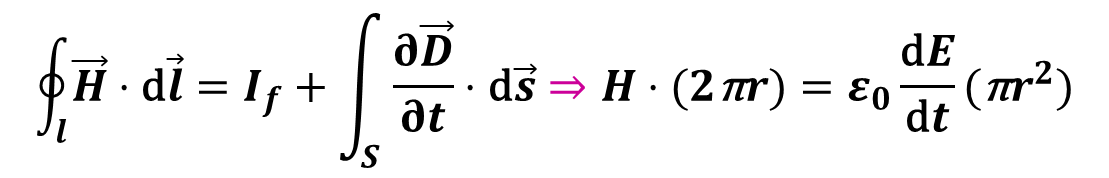 ∮_l H⃗ · dl⃗ = I_f + ∫_S ∂D⃗/∂t · ds⃗ ⇒ H · (2πr) = ε₀ dE/dt (πr²)